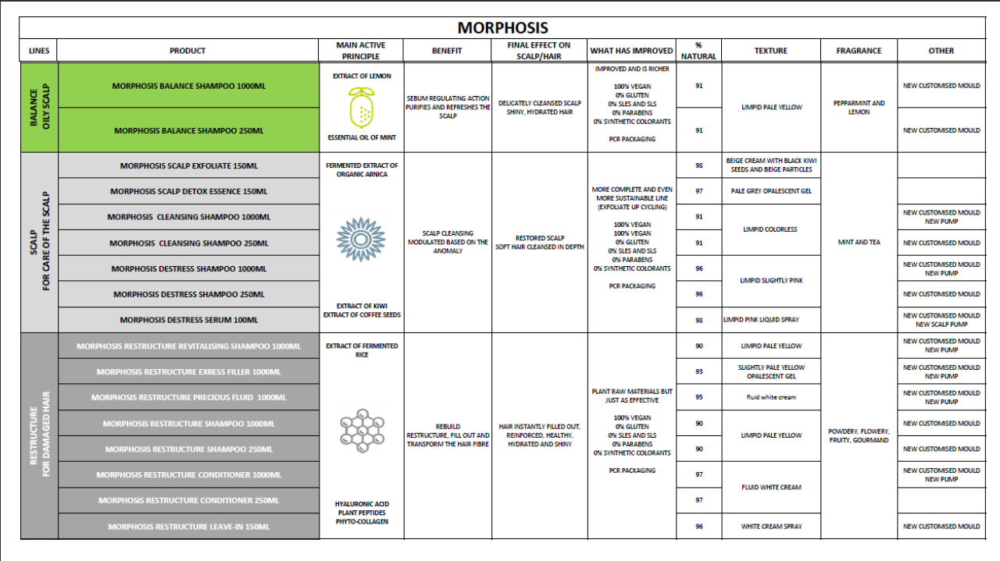 MORPHOSIS
LINES
PRODUCT
MAIN ACTIVE
PRINCIPLE
BENEFIT
FINAL EFFECT ON
SCALP/HAIR
WHAT HAS IMPROVED
%
NATURAL
TEXTURE
FRAGRANCE
OTHER
BALANCE
OILY SCALP
MORPHOSIS BALANCE SHAMPOO 1000ML
MORPHOSIS BALANCE SHAMPOO 250ML
EXTRACT OF LEMON
ESSENTIAL OIL OF MINT
SEBUM REGULATING ACTION
PURIFIES AND REFRESHES THE
SCALP
DELICATELY CLEANSED SCALP
SHINY, HYDRATED HAIR
IMPROVED AND IS RICHER
100% VEGAN
0% GLUTEN
0% SLES AND SLS
0% PARABENS
0% SYNTHETIC COLORANTS
PCR PACKAGING
91
91
LIMPID PALE YELLOW
PEPPARMINT AND
LEMON
NEW CUSTOMISED MOULD
NEW CUSTOMISED MOULD
SCALP
FOR CARE OF THE SCALP
MORPHOSIS SCALP EXFOLIATE 150ML
MORPHOSIS SCALP DETOX ESSENCE 150ML
MORPHOSIS  CLEANSING SHAMPOO 1000ML
MORPHOSIS  CLEANSING SHAMPOO 250ML
MORPHOSIS DESTRESS SHAMPOO 1000ML
MORPHOSIS DESTRESS SHAMPOO 250ML
MORPHOSIS DESTRESS SERUM 100ML
FERMENTED EXTRACT OF
ORGANIC ARNICA
EXTRACT OF KIWI
EXTRACT OF COFFEE SEEDS
SCALP CLEANSING
MODULATED BASED ON THE
ANOMALY
RESTORED SCALP
SOFT HAIR CLEANSED IN DEPTH
MORE COMPLETE AND EVEN
MORE SUSTAINABLE LINE
(EXFOLIATE UP CYCLING)
100% VEGAN
100% VEGAN
0% GLUTEN
0% SLES AND SLS
0% PARABENS
0% SYNTHETIC COLORANTS
PCR PACKAGING
98
97
91
91
96
96
98
BEIGE CREAM WITH BLACK KIWI
SEEDS AND BEIGE PARTICLES
PALE GREY OPALESCENT GEL
LIMPID COLORLESS
LIMPID SLIGHTLY PINK
LIMPID PINK LIQUID SPRAY
MINT AND TEA
NEW CUSTOMISED MOULD
NEW PUMP
NEW CUSTOMISED MOULD
NEW CUSTOMISED MOULD
NEW PUMP
NEW CUSTOMISED MOULD
NEW CUSTOMISED MOULD
NEW SCALP PUMP
RESTRUCTURE
FOR DAMAGED HAIR
MORPHOSIS RESTRUCTURE REVITALISING SHAMPOO 1000ML
MORPHOSIS RESTRUCTURE EXRESS FILLER 1000ML
MORPHOSIS RESTRUCTURE PRECIOUS FLUID  1000ML
MORPHOSIS RESTRUCTURE SHAMPOO 1000ML
MORPHOSIS RESTRUCTURE SHAMPOO 250ML
MORPHOSIS RESTRUCTURE CONDITIONER 1000ML
MORPHOSIS RESTRUCTURE CONDITIONER 250ML
MORPHOSIS RESTRUCTURE LEAVE-IN 150ML
EXTRACT OF FERMENTED
RICE
HYALURONIC ACID
PLANT PEPTIDES
PHYTO-COLLAGEN
REBUILD
RESTRUCTURE, FILL OUT AND
TRANSFORM THE HAIR FIBRE
HAIR INSTANTLY FILLED OUT,
REINFORCED, HEALTHY,
HYDRATED AND SHINY
PLANT RAW MATERIALS BUT
JUST AS EFFECTIVE
100% VEGAN
0% GLUTEN
0% SLES AND SLS
0% PARABENS
0% SYNTHETIC COLORANTS
PCR PACKAGING
90
93
95
90
90
97
97
96
LIMPID PALE YELLOW
SLIGHTLY PALE YELLOW
OPALESCENT GEL
fluid white cream
LIMPID PALE YELLOW
FLUID WHITE CREAM
WHITE CREAM SPRAY
POWDERY, FLOWERY,
FRUITY, GOURMAND
NEW CUSTOMISED MOULD
NEW PUMP
NEW CUSTOMISED MOULD
NEW PUMP
NEW CUSTOMISED MOULD
NEW PUMP
NEW CUSTOMISED MOULD
NEW CUSTOMISED MOULD
NEW CUSTOMISED MOULD
NEW PUMP
NEW CUSTOMISED MOULD